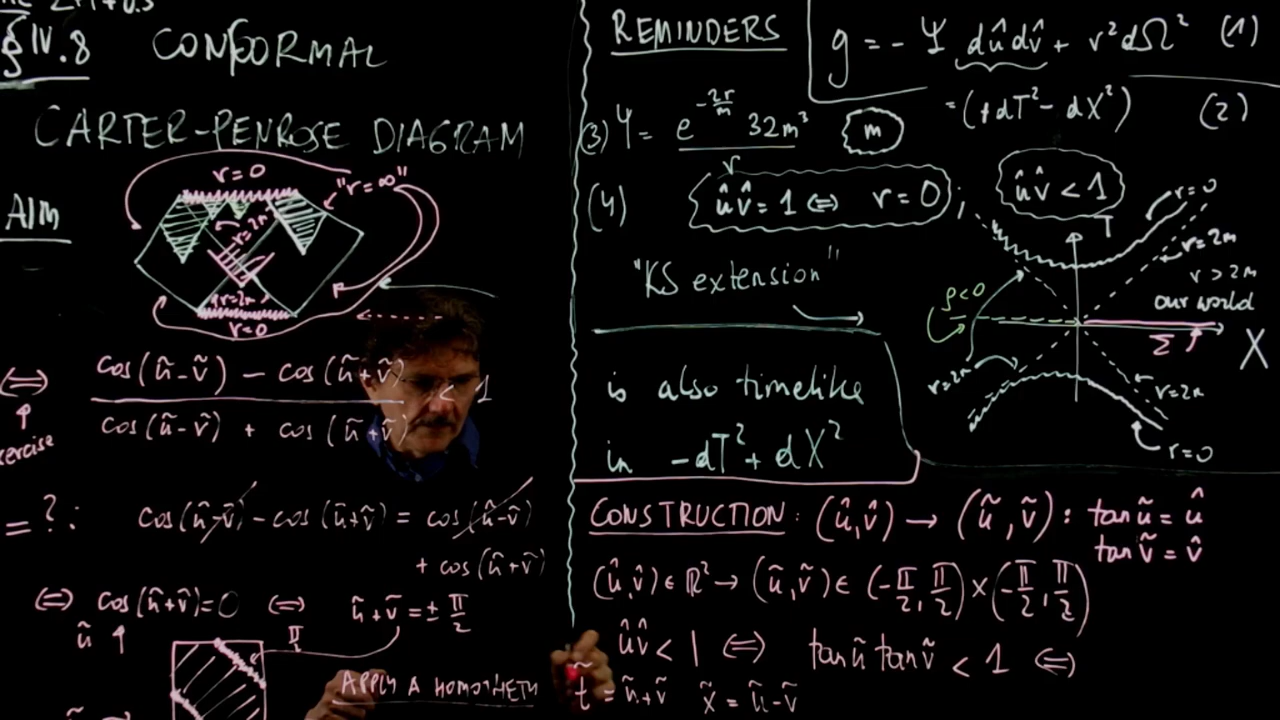 § IV.8 CONFORMAL
CARTER-PENROSE DIAGRAM
AIM
r=0
"r=∞"
r=2m
r=2m
r=0
⇔ cos(ũ-ṽ) - cos(ũ+ṽ) / cos(ũ-ṽ) + cos(ũ+ṽ) < 1
exercise
= ?: cos(ũ-ṽ) - cos(ũ+ṽ) = cos(ũ-ṽ)
+ cos(ũ+ṽ)
⇔ cos(ũ+ṽ)=0 ⇔ ũ+ṽ = ± π/2
ũ ↑
π/2
APPLY A HOMOTHETY
REMINDERS
g = - Ψ dûdv̂ + r²dΩ² (1)
= (+dT² - dX²) (2)
(3) Ψ = e^{-2r/m} 32m³ / r
m
(4) ûv̂ = 1 ⇔ r = 0 ; ûv̂ < 1
"KS extension"
is also timelike
in -dT² + dX²
T
r=0
r=2m
r>2m
our world
ρ<0
Σ
X
r=2m
r=2m
r=0
CONSTRUCTION : (û,v̂) → (ũ,ṽ) : tan ũ = û
tan ṽ = v̂
(û,v̂) ∈ ℝ² → (ũ,ṽ) ∈ (-π/2, π/2) × (-π/2, π/2)
ûv̂ < 1 ⇔ tan ũ tan ṽ < 1 ⇔
t̃ = ũ+ṽ x̃ = ũ-ṽ